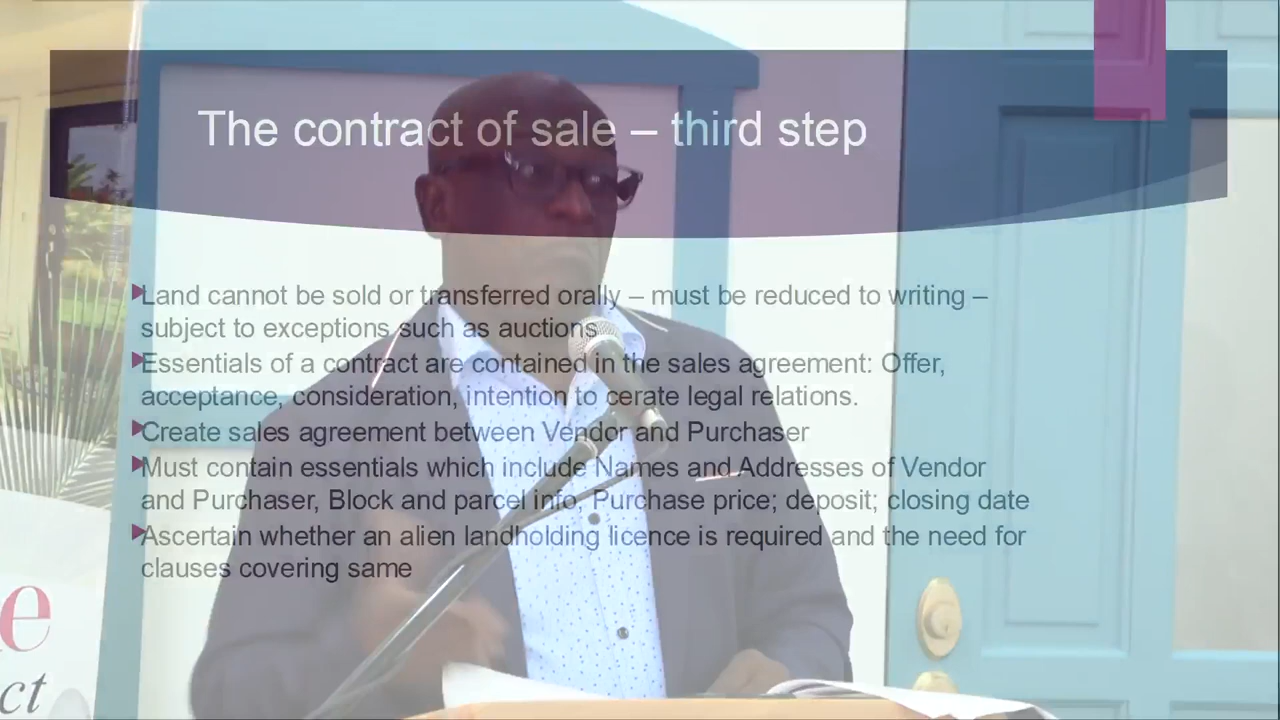 The contract of sale – third step
Land cannot be sold or transferred orally – must be reduced to writing –
subject to exceptions such as auctions
Essentials of a contract are contained in the sales agreement: Offer,
acceptance, consideration, intention to cerate legal relations.
Create sales agreement between Vendor and Purchaser
Must contain essentials which include Names and Addresses of Vendor
and Purchaser, Block and parcel info, Purchase price; deposit; closing date
Ascertain whether an alien landholding licence is required and the need for
clauses covering same
e
ct